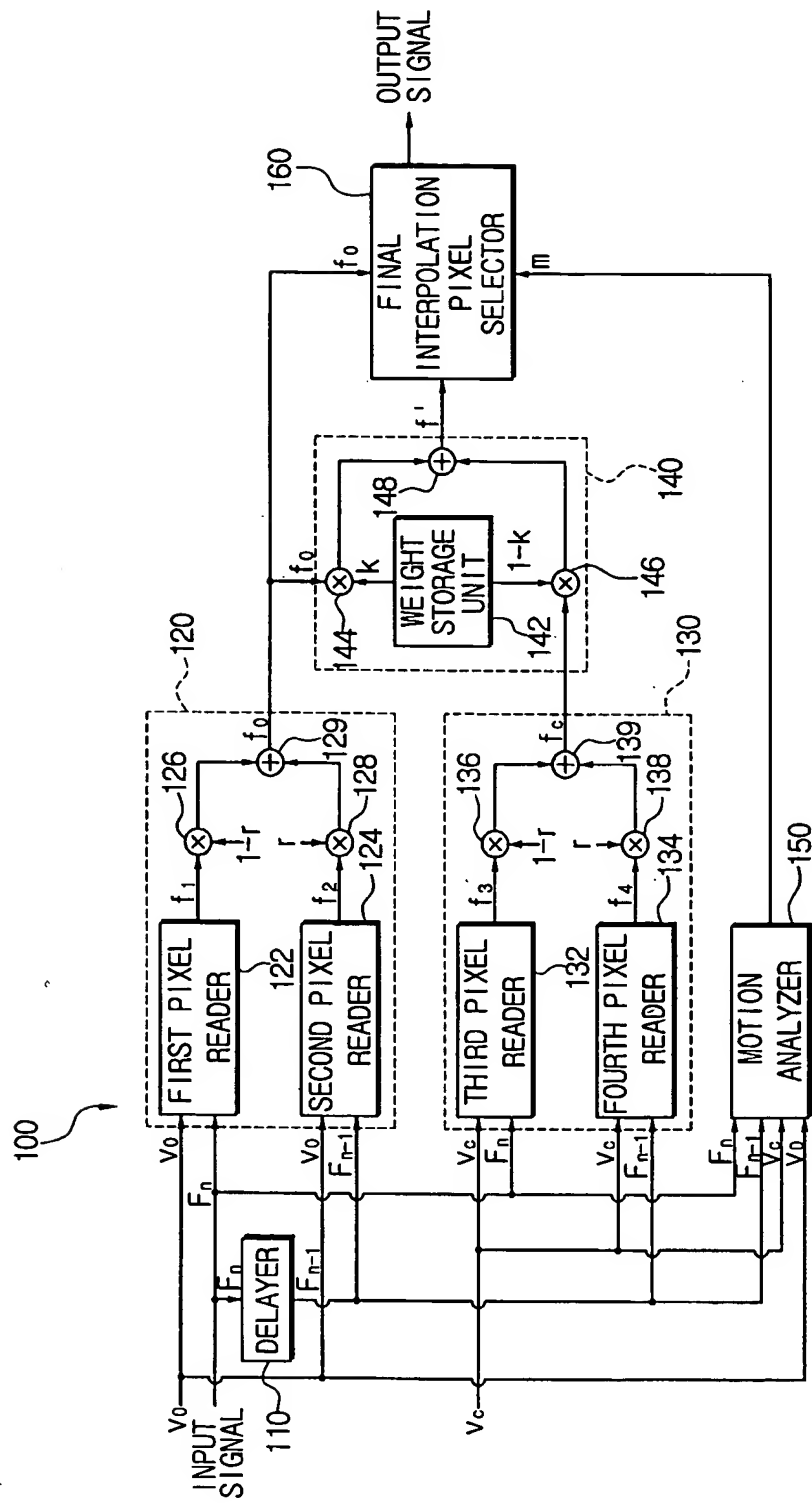 100
V0
INPUT
SIGNAL
Fn
Fn
DELAYER
110
Fn-1
Vc
120
V0
Fn
FIRST PIXEL
READER
122
f1
126
1-r
V0
Fn-1
SECOND PIXEL
READER
124
f2
r
128
129
f0
130
Vc
Fn
THIRD PIXEL
READER
132
f3
136
1-r
Vc
Fn-1
FOURTH PIXEL
READER
134
f4
r
138
139
fc
Fn
Fn-1
Vc
V0
MOTION
ANALYZER
150
f0
144
k
WEIGHT
STORAGE
UNIT
142
1-k
146
148
140
f'
f0
m
FINAL
INTERPOLATION
PIXEL
SELECTOR
160
OUTPUT
SIGNAL